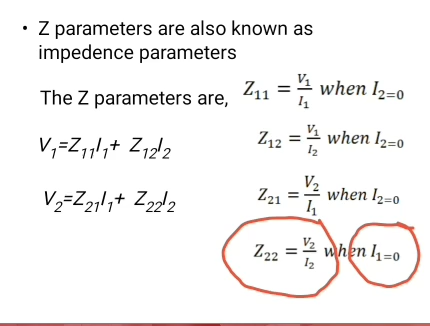 • Z parameters are also known as
impedence parameters
The Z parameters are,
V₁=Z₁₁I₁+ Z₁₂I₂
V₂=Z₂₁I₁+ Z₂₂I₂
Z₁₁ = V₁/I₁ when I₂₌₀
Z₁₂ = V₁/I₂ when I₂₌₀
Z₂₁ = V₂/I₁ when I₂₌₀
Z₂₂ = V₂/I₂ when I₁₌₀